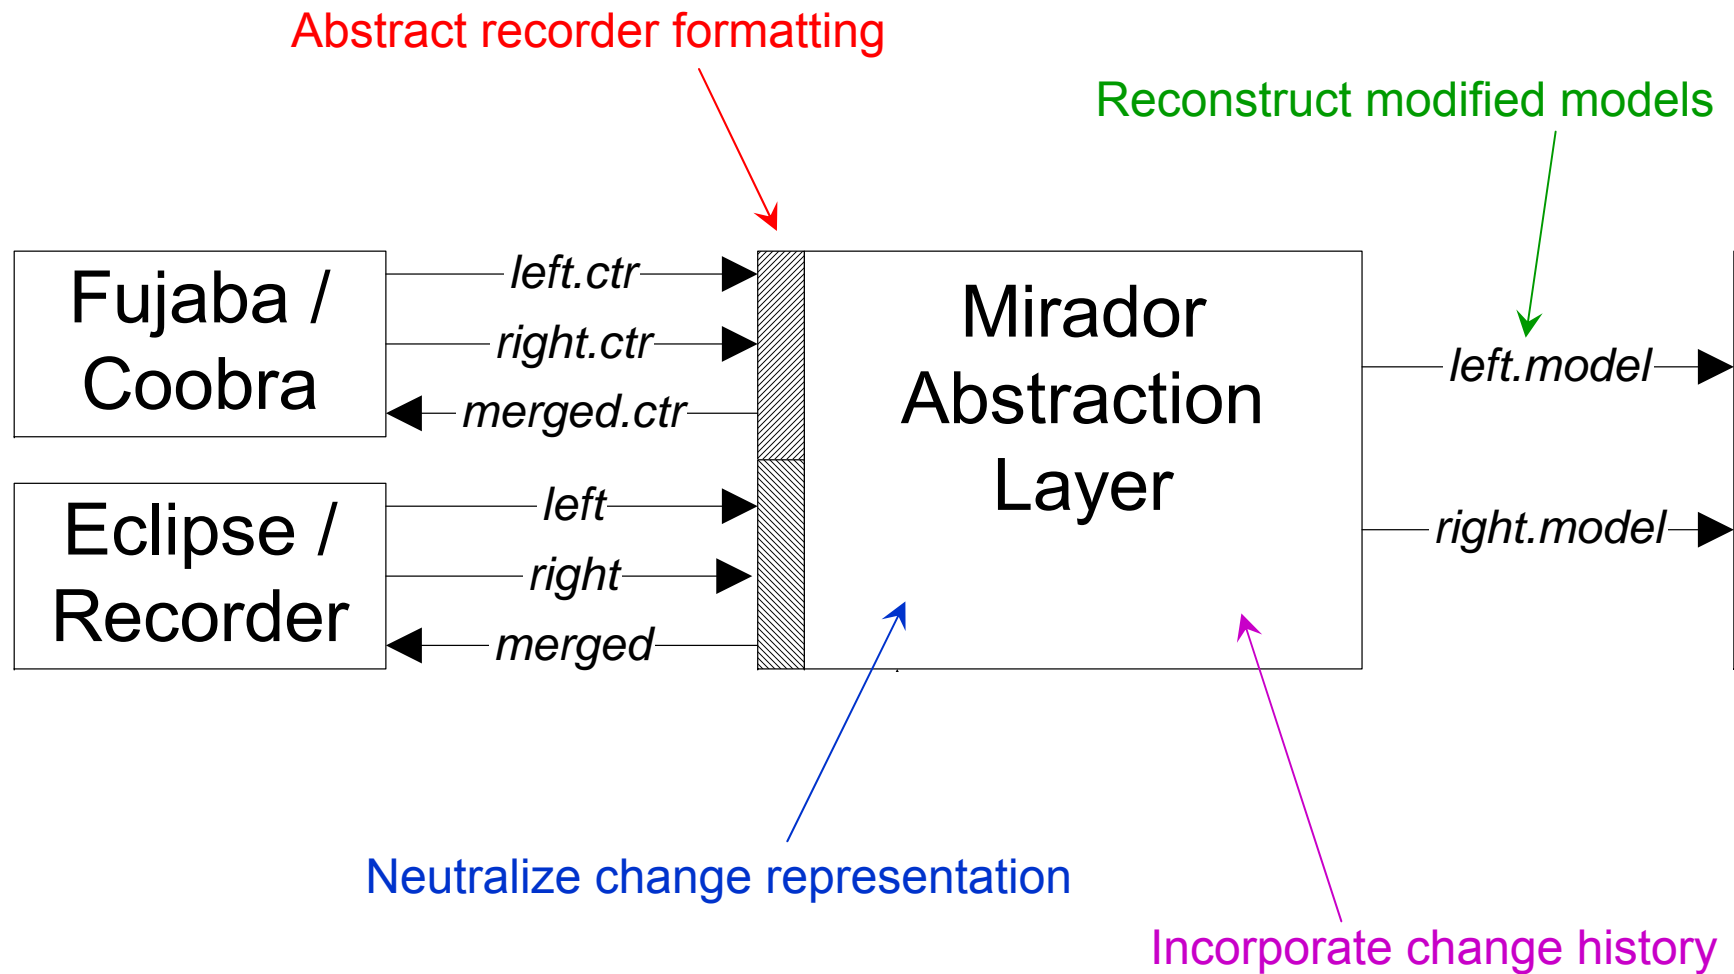 Abstract recorder formatting
Reconstruct modified models
Fujaba /
Coobra
left.ctr
right.ctr
merged.ctr
Mirador
Abstraction
Layer
left.model
right.model
Eclipse /
Recorder
left
right
merged
Neutralize change representation
Incorporate change history